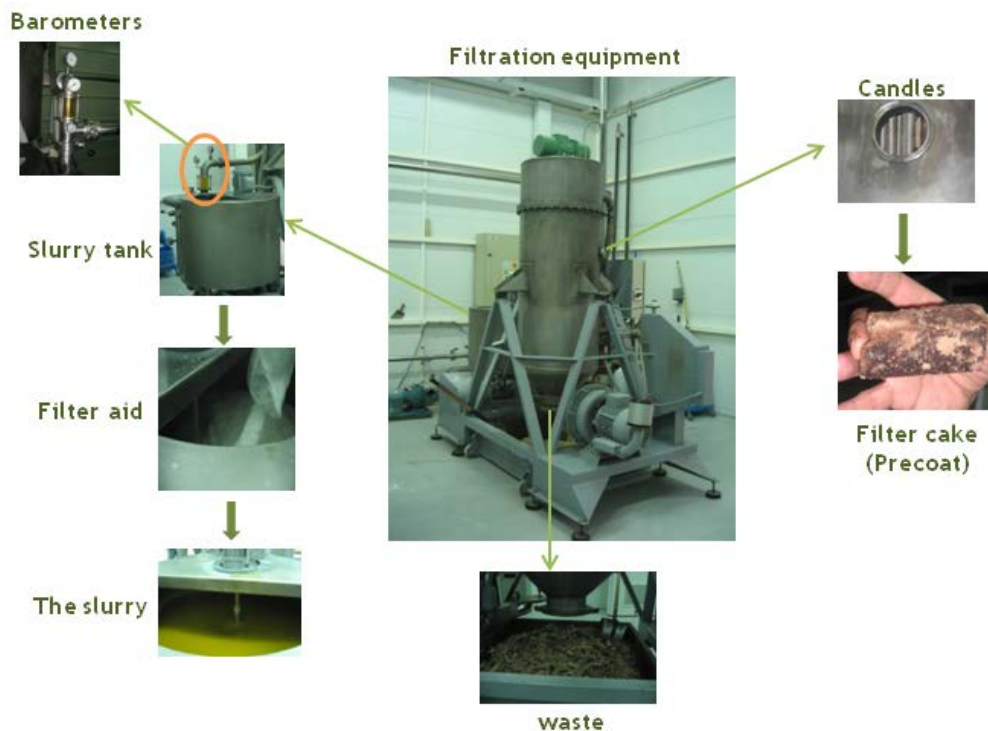 Barometers
Filtration equipment
Candles
Slurry tank
Filter aid
Filter cake
(Precoat)
The slurry
waste